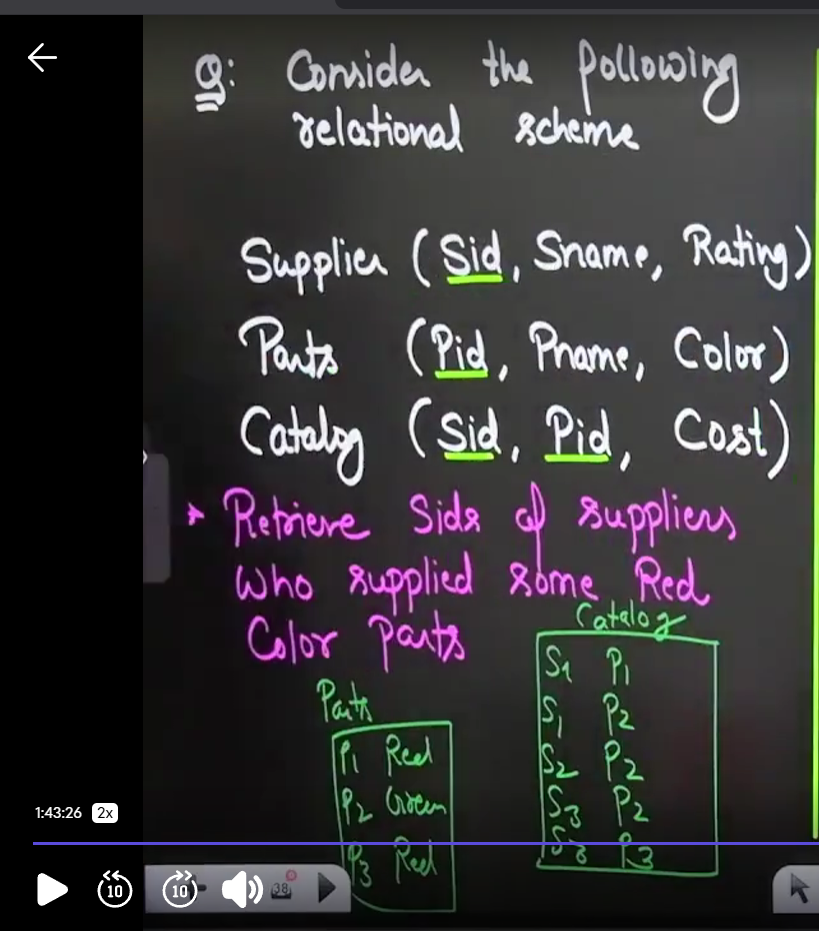 Q: Consider the following
relational scheme
Supplier (Sid, Sname, Rating)
Parts (Pid, Pname, Color)
Catalog (Sid, Pid, Cost)
Retrieve Sids of suppliers
Who supplied some Red
Color parts
Catalog
S1 P1
S1 P2
S2 P2
S3 P2
S3 P3
Parts
P1 Red
P2 Green
P3 Red
1:43:26 2x
10 10 38